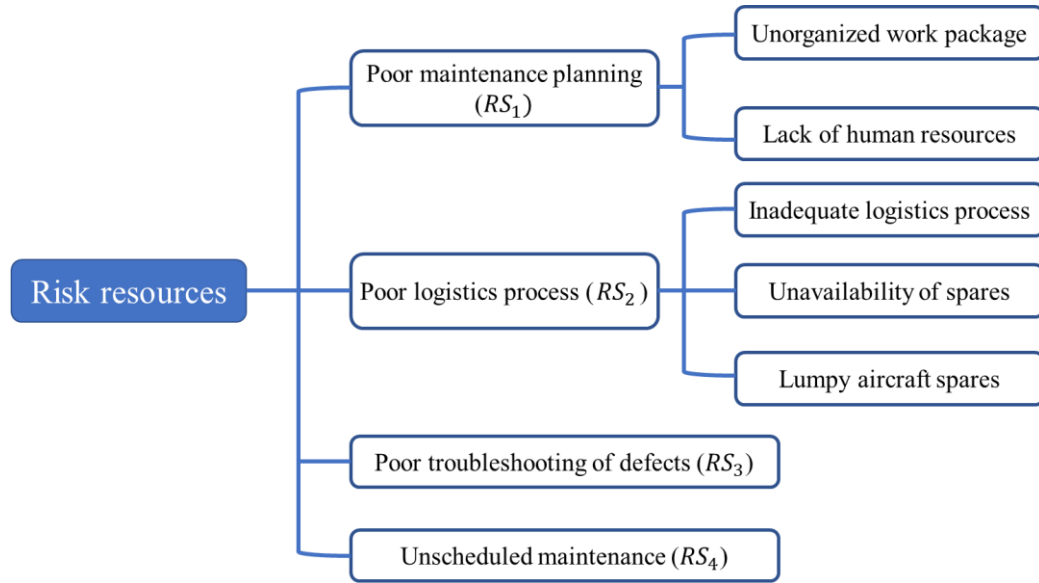 Risk resources
Poor maintenance planning
(RS₁)
Unorganized work package
Lack of human resources
Poor logistics process (RS₂)
Inadequate logistics process
Unavailability of spares
Lumpy aircraft spares
Poor troubleshooting of defects (RS₃)
Unscheduled maintenance (RS₄)